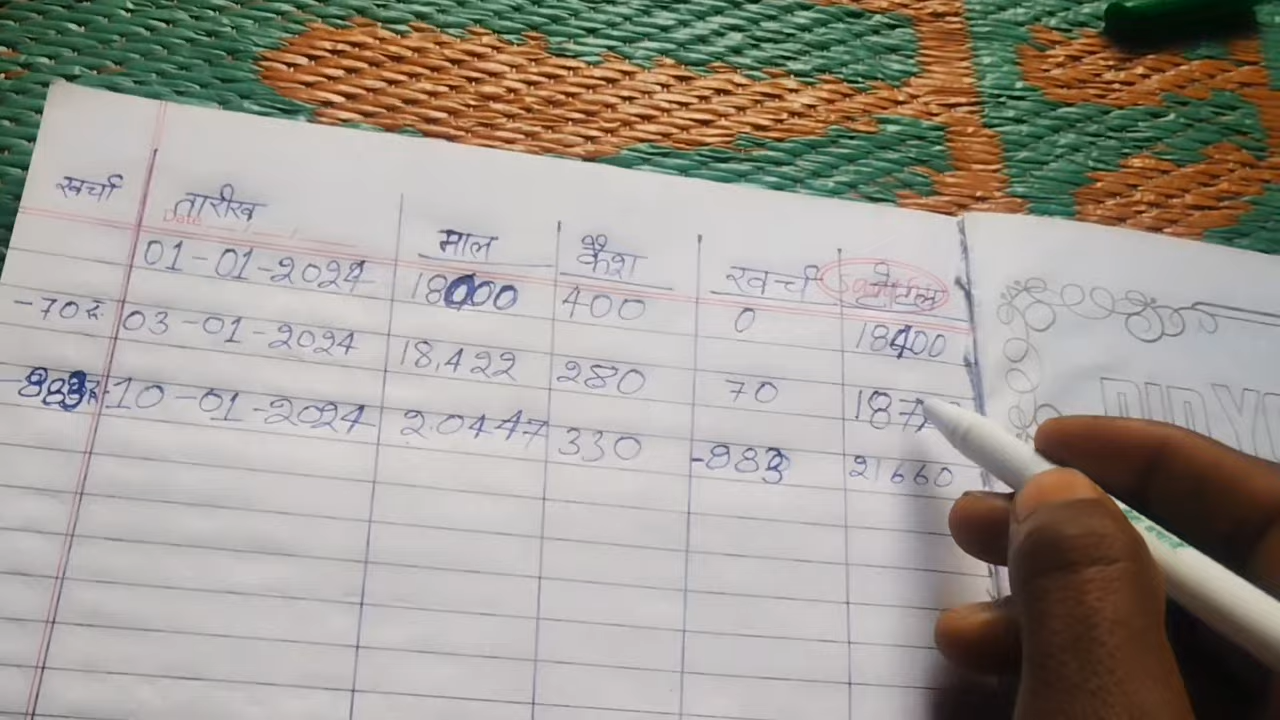 खर्चा तारीख माल कैश खर्चा टोटल
Date
01-01-2024 18000 400 0 18400
-70रु 03-01-2024 18,422 280 70
-883रु 10-01-2024 20447 330 -883 21660